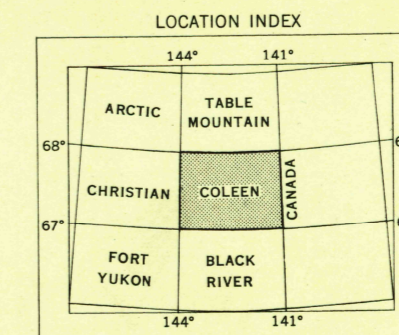 LOCATION INDEX
144° 141°
ARCTIC TABLE
MOUNTAIN
68°
CHRISTIAN COLEEN CANADA
67°
FORT BLACK
YUKON RIVER
144° 141°